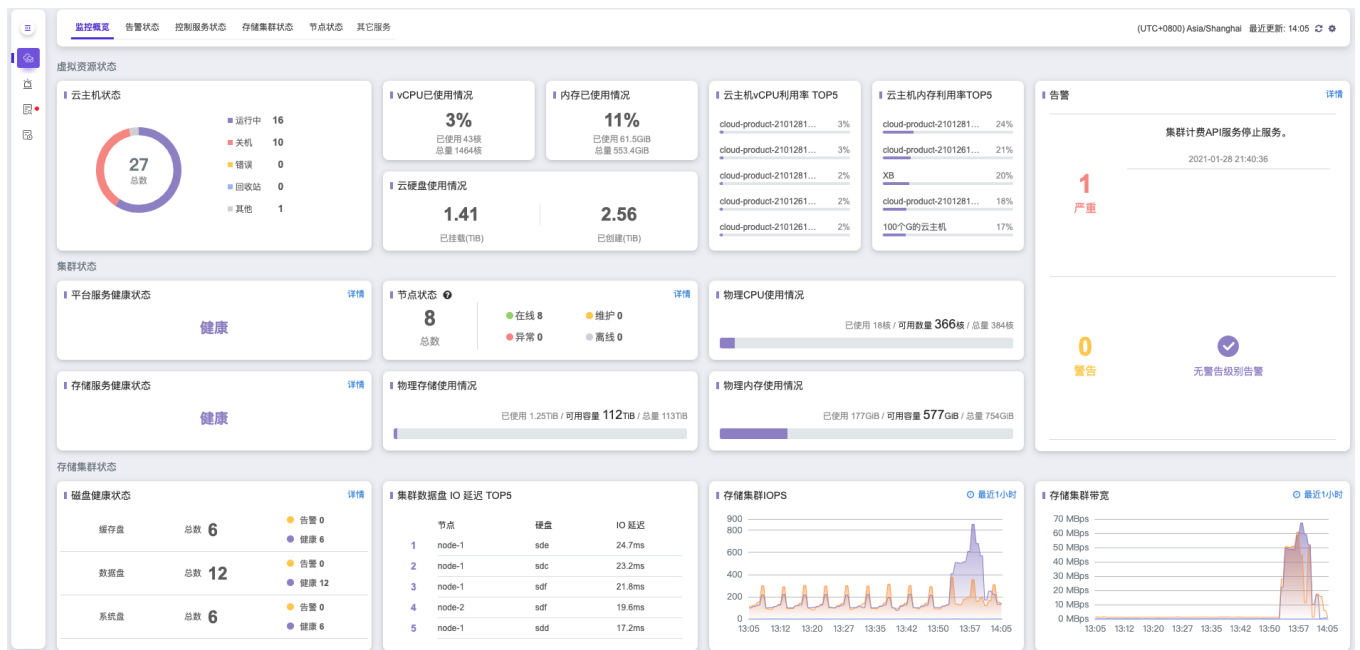 监控概览 告警状态 控制服务状态 存储集群状态 节点状态 其它服务
(UTC+0800) Asia/Shanghai 最近更新: 14:05
虚拟资源状态
云主机状态
27
总数
运行中 16
关机 10
错误 0
回收站 0
其他 1
vCPU已使用情况
3%
已使用43核
总量 1464核
内存已使用情况
11%
已使用 61.5GiB
总量 553.4GiB
云硬盘使用情况
1.41
已挂载(TiB)
2.56
已创建(TiB)
云主机vCPU利用率 TOP5
cloud-product-2101281... 3%
cloud-product-2101281... 3%
cloud-product-2101281... 2%
cloud-product-2101261... 2%
cloud-product-2101261... 2%
云主机内存利用率TOP5
cloud-product-2101281... 24%
cloud-product-2101261... 21%
XB 20%
cloud-product-2101281... 18%
100个G的云主机 17%
告警 详情
1
严重
集群计费API服务停止服务。
2021-01-28 21:40:36
0
警告
无警告级别告警
集群状态
平台服务健康状态 详情
健康
节点状态 详情
8
总数
在线 8
维护 0
异常 0
离线 0
物理CPU使用情况
已使用 18核 / 可用数量 366核 / 总量 384核
存储服务健康状态 详情
健康
物理存储使用情况
已使用 1.25TiB / 可用容量 112TiB / 总量 113TiB
物理内存使用情况
已使用 177GiB / 可用容量 577GiB / 总量 754GiB
存储集群状态
磁盘健康状态 详情
缓存盘 总数 6
告警 0
健康 6
数据盘 总数 12
告警 0
健康 12
系统盘 总数 6
告警 0
健康 6
集群数据盘 IO 延迟 TOP5
节点 硬盘 IO 延迟
1 node-1 sde 24.7ms
2 node-1 sdc 23.2ms
3 node-1 sdf 21.8ms
4 node-2 sdf 19.6ms
5 node-1 sdd 17.2ms
存储集群IOPS 最近1小时
900
800
600
400
200
0
13:05 13:12 13:20 13:27 13:35 13:42 13:50 13:57 14:05
存储集群带宽 最近1小时
70 MBps
60 MBps
50 MBps
40 MBps
30 MBps
20 MBps
10 MBps
0 MBps
13:05 13:12 13:20 13:27 13:35 13:42 13:50 13:57 14:05